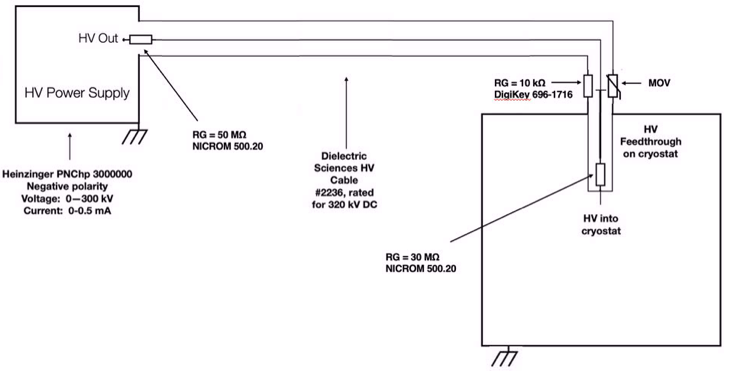 HV Out
HV Power Supply
RG = 50 MΩ
NICROM 500.20
Heinzinger PNChp 3000000
Negative polarity
Voltage: 0—300 kV
Current: 0-0.5 mA
Dielectric
Sciences HV
Cable
#2236, rated
for 320 kV DC
RG = 10 kΩ
DigiKey 696-1716
MOV
HV
Feedthrough
on cryostat
HV into
cryostat
RG = 30 MΩ
NICROM 500.20